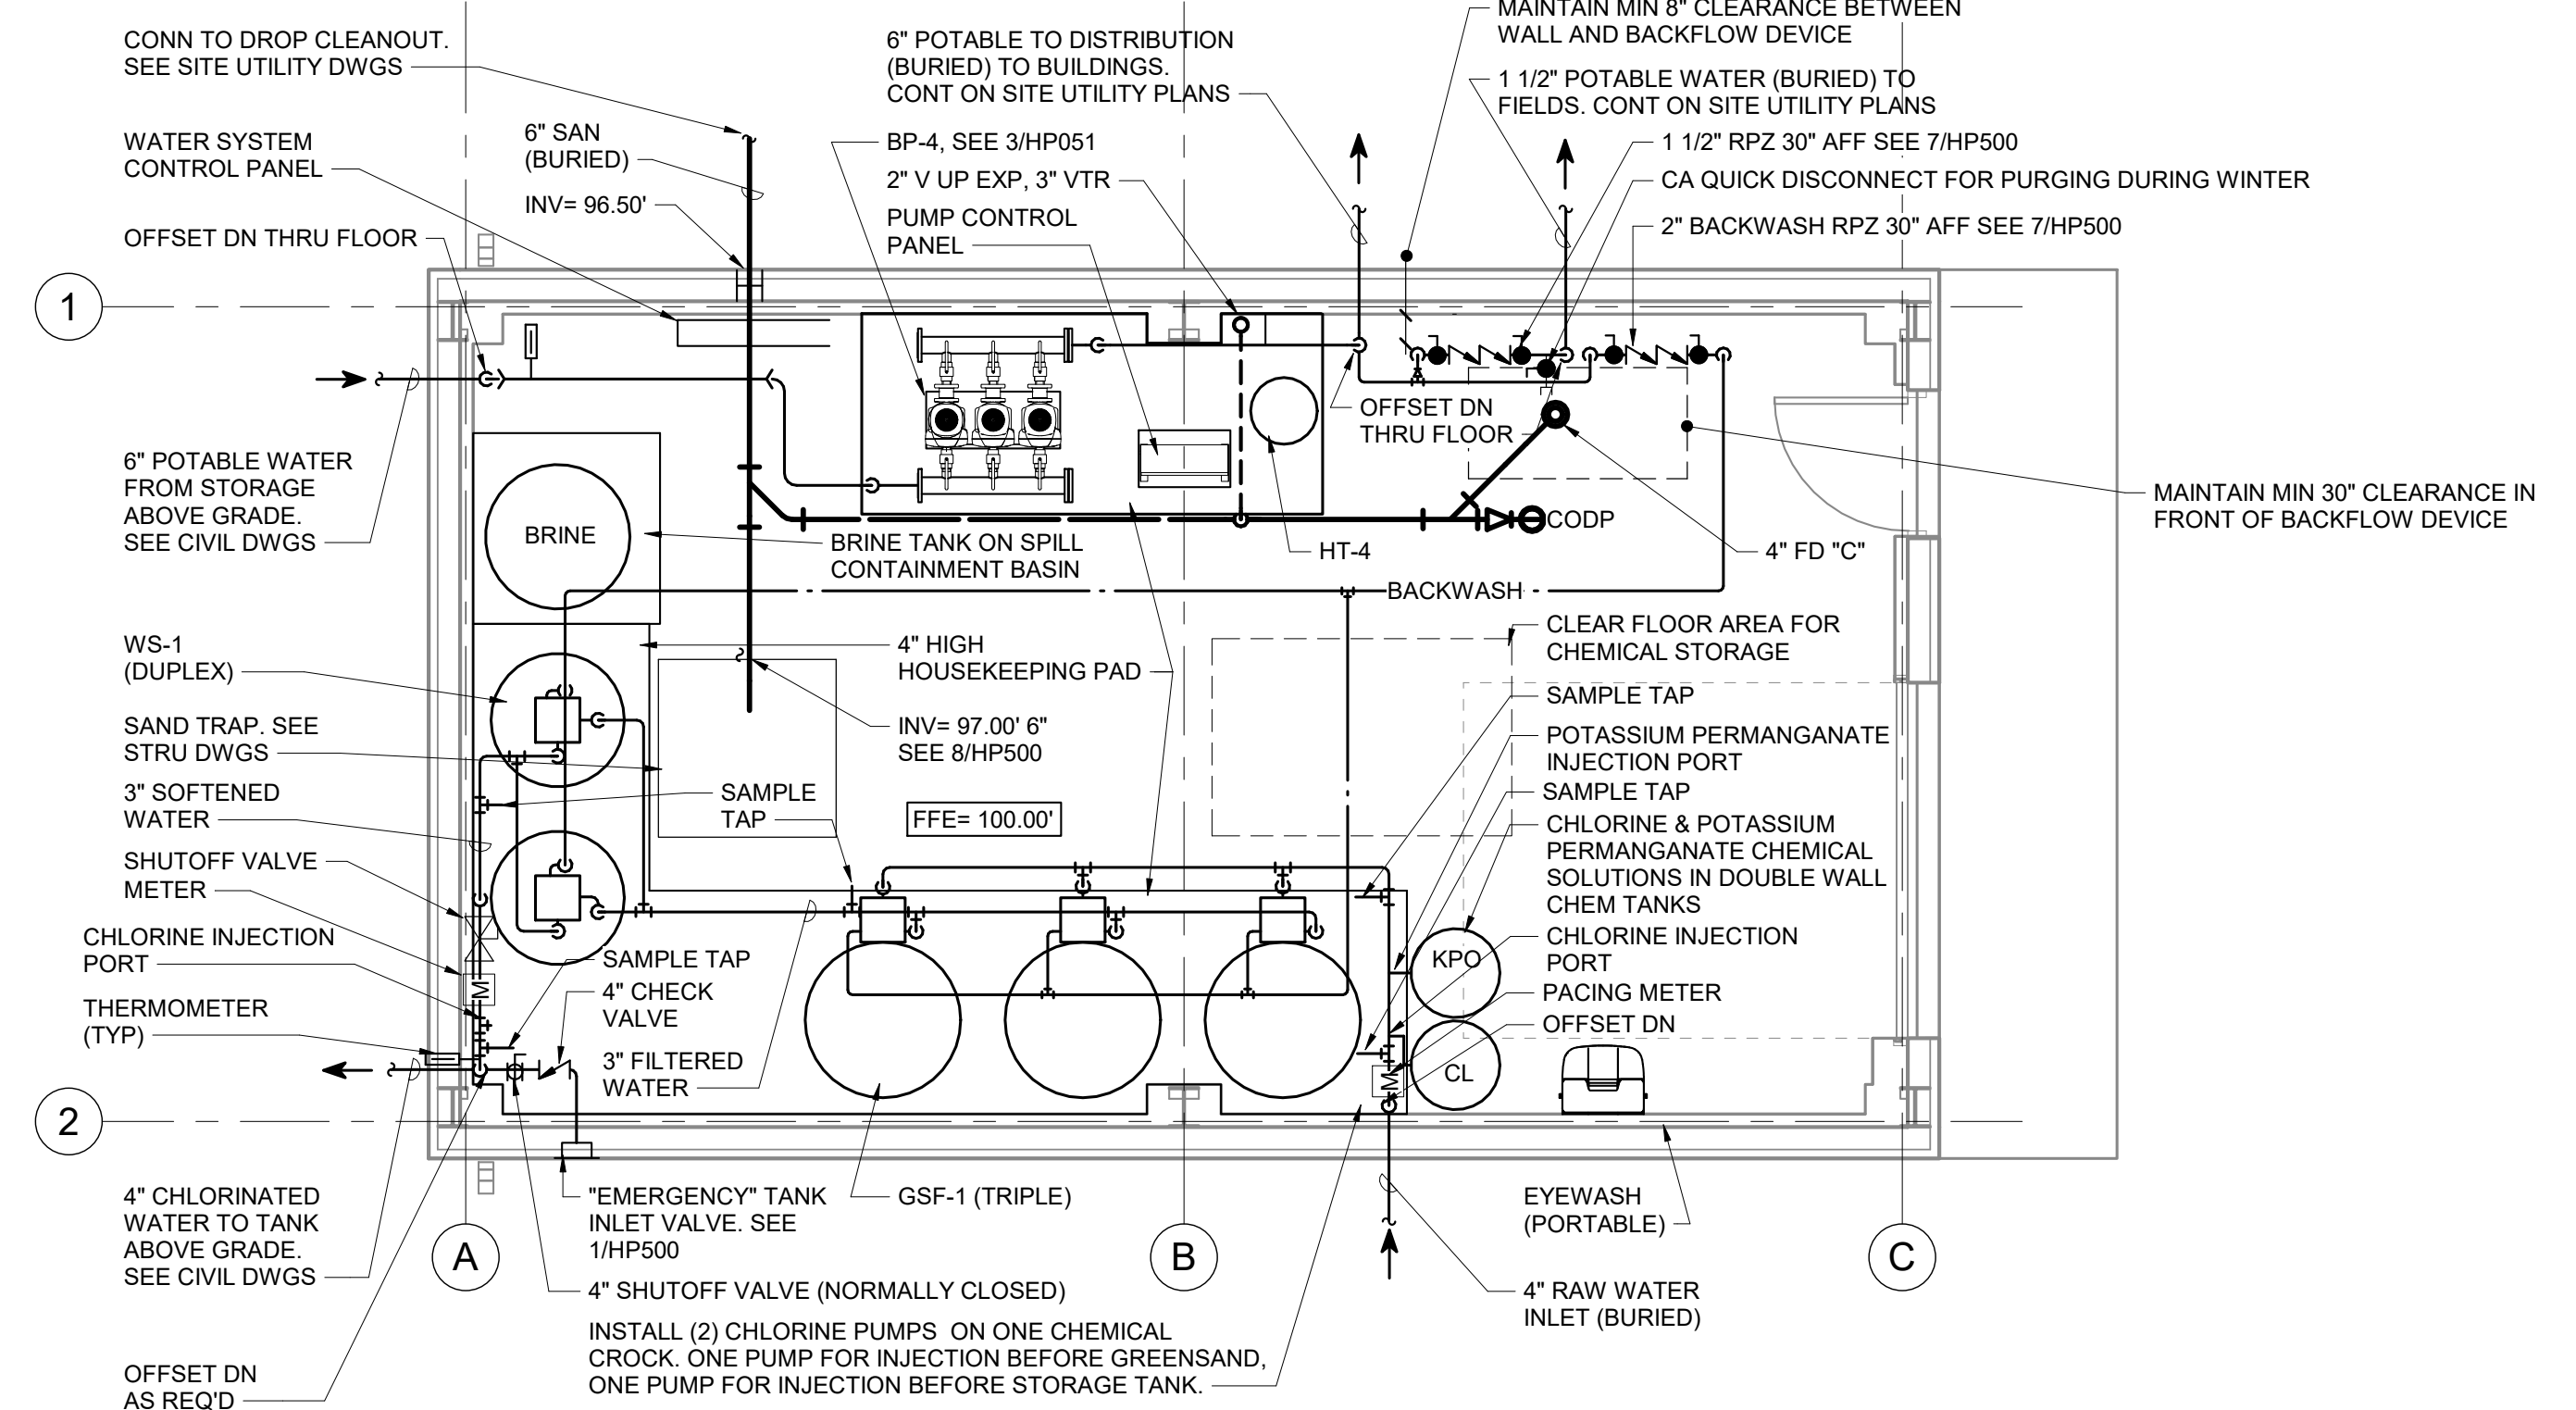 CONN TO DROP CLEANOUT.
SEE SITE UTILITY DWGS
WATER SYSTEM
CONTROL PANEL
OFFSET DN THRU FLOOR
6" SAN
(BURIED)
INV= 96.50'
6" POTABLE TO DISTRIBUTION
(BURIED) TO BUILDINGS.
CONT ON SITE UTILITY PLANS
BP-4, SEE 3/HP051
2" V UP EXP, 3" VTR
PUMP CONTROL
PANEL
MAINTAIN MIN 8" CLEARANCE BETWEEN
WALL AND BACKFLOW DEVICE
1 1/2" POTABLE WATER (BURIED) TO
FIELDS. CONT ON SITE UTILITY PLANS
1 1/2" RPZ 30" AFF SEE 7/HP500
CA QUICK DISCONNECT FOR PURGING DURING WINTER
2" BACKWASH RPZ 30" AFF SEE 7/HP500
1
OFFSET DN
THRU FLOOR
6" POTABLE WATER
FROM STORAGE
ABOVE GRADE.
SEE CIVIL DWGS
BRINE
BRINE TANK ON SPILL
CONTAINMENT BASIN
HT-4
CODP
4" FD "C"
MAINTAIN MIN 30" CLEARANCE IN
FRONT OF BACKFLOW DEVICE
BACKWASH
WS-1
(DUPLEX)
4" HIGH
HOUSEKEEPING PAD
CLEAR FLOOR AREA FOR
CHEMICAL STORAGE
SAND TRAP. SEE
STRU DWGS
INV= 97.00' 6"
SEE 8/HP500
SAMPLE TAP
POTASSIUM PERMANGANATE
INJECTION PORT
3" SOFTENED
WATER
SAMPLE
TAP
FFE= 100.00'
SAMPLE TAP
CHLORINE & POTASSIUM
PERMANGANATE CHEMICAL
SOLUTIONS IN DOUBLE WALL
CHEM TANKS
SHUTOFF VALVE
METER
CHLORINE INJECTION
PORT
CHLORINE INJECTION
PORT
THERMOMETER
(TYP)
M
SAMPLE TAP
4" CHECK
VALVE
3" FILTERED
WATER
KPO
CL
M
PACING METER
OFFSET DN
2
4" CHLORINATED
WATER TO TANK
ABOVE GRADE.
SEE CIVIL DWGS
A
"EMERGENCY" TANK
INLET VALVE. SEE
1/HP500
GSF-1 (TRIPLE)
B
EYEWASH
(PORTABLE)
C
4" SHUTOFF VALVE (NORMALLY CLOSED)
4" RAW WATER
INLET (BURIED)
INSTALL (2) CHLORINE PUMPS ON ONE CHEMICAL
CROCK. ONE PUMP FOR INJECTION BEFORE GREENSAND,
ONE PUMP FOR INJECTION BEFORE STORAGE TANK.
OFFSET DN
AS REQ'D